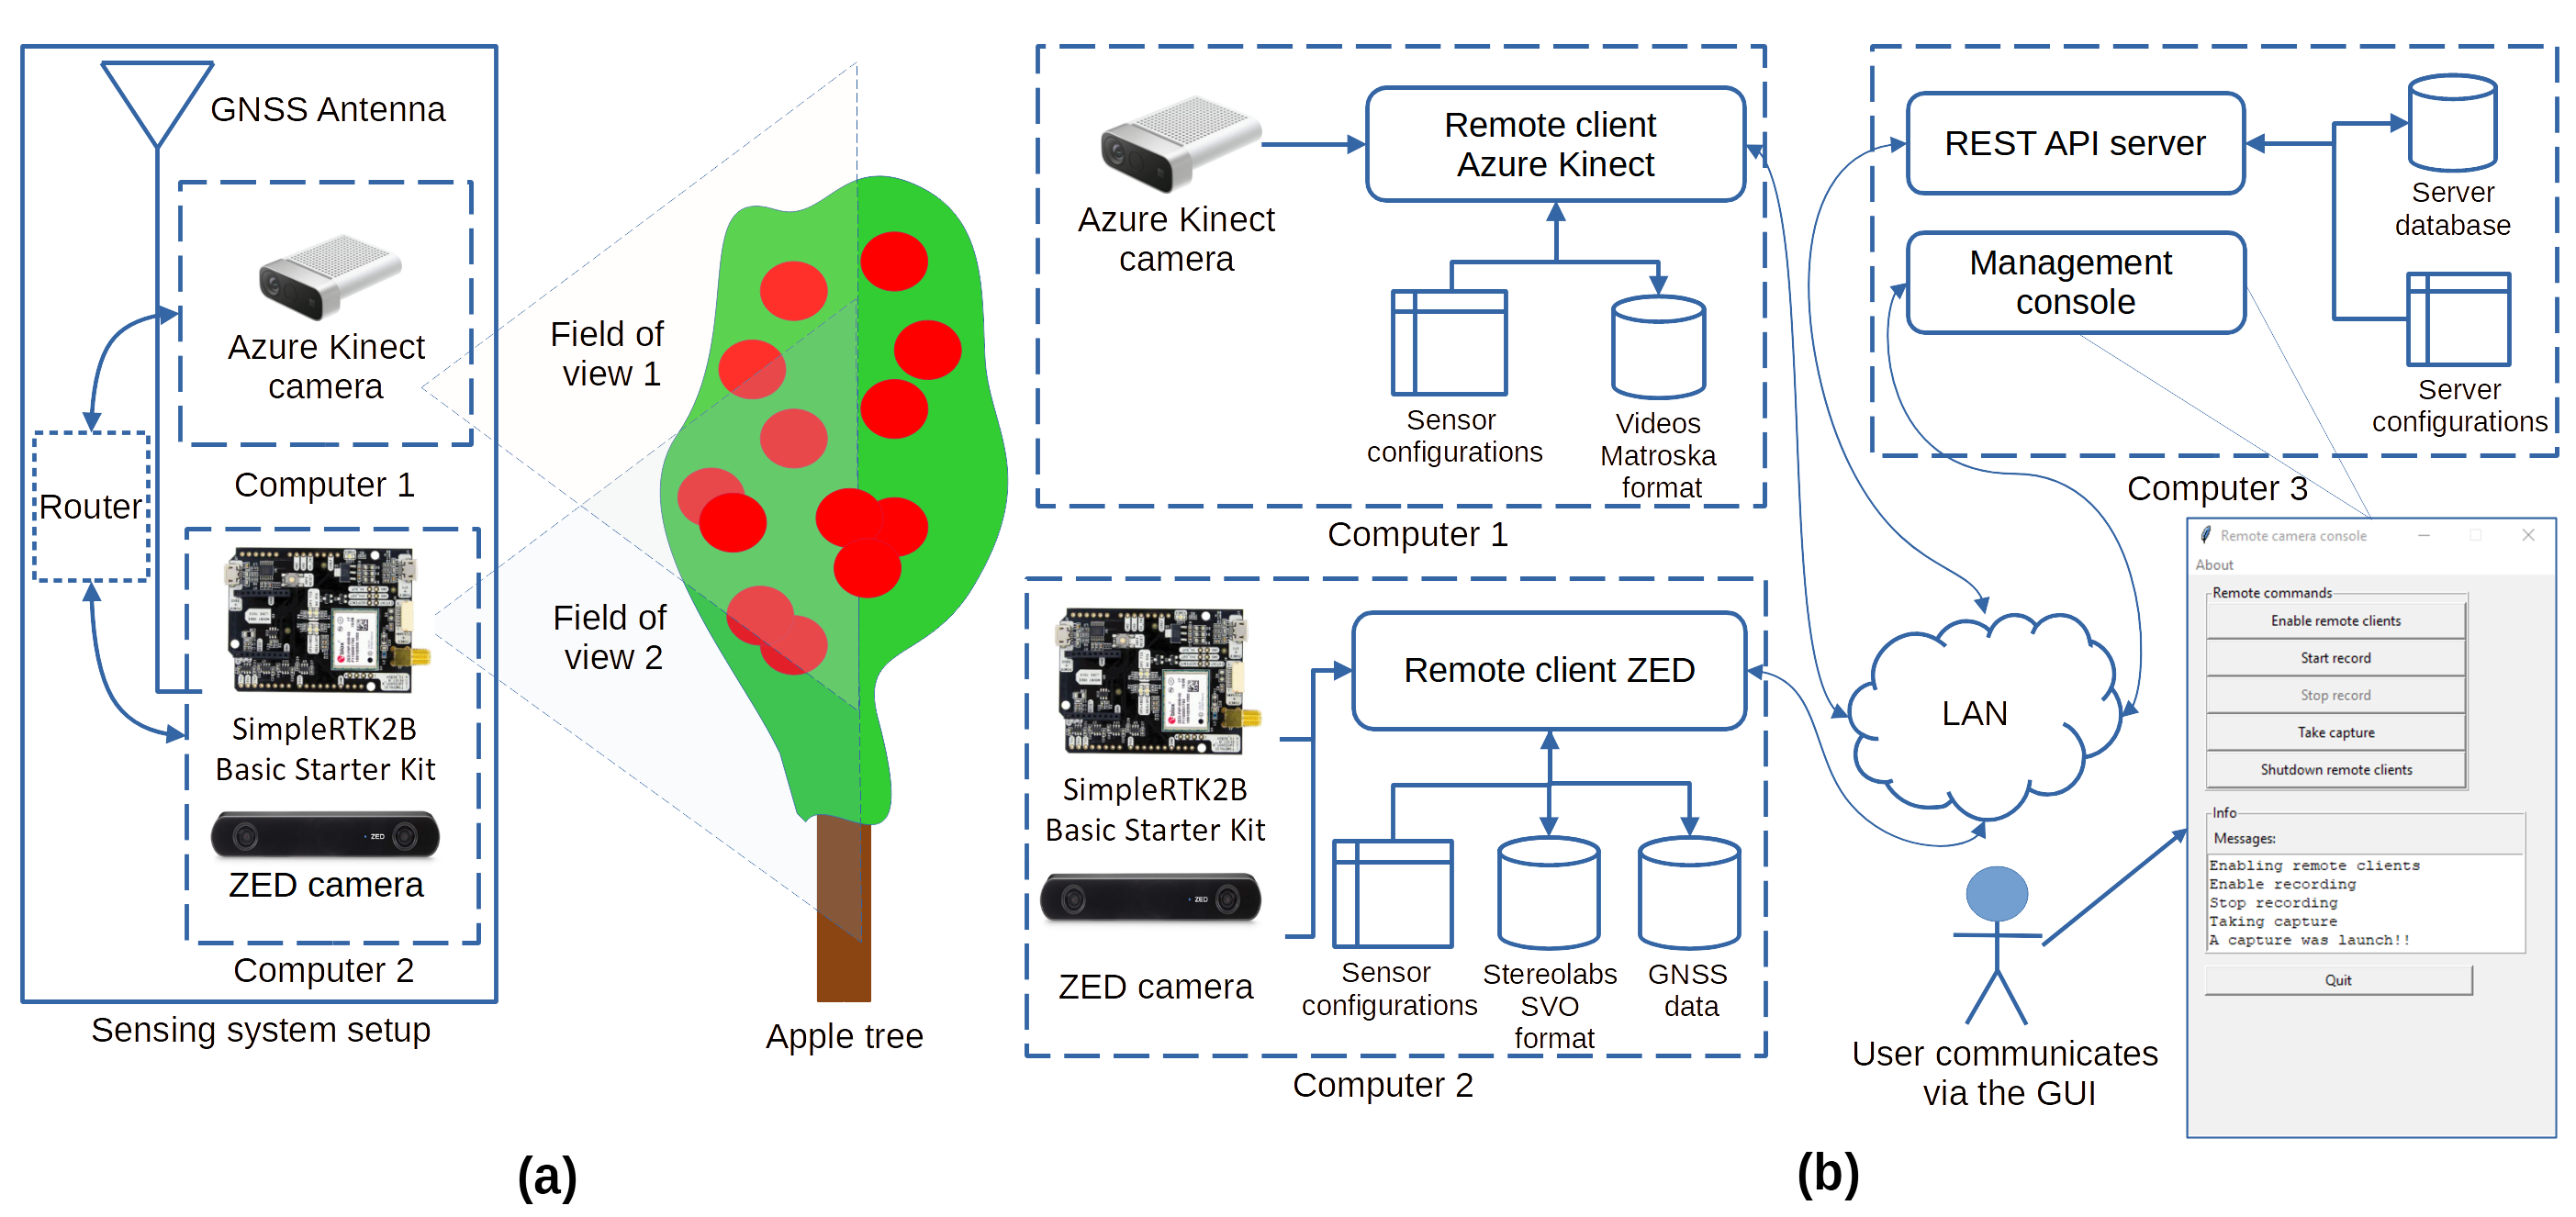 GNSS Antenna
Azure Kinect
camera
Computer 1
Router
SimpleRTK2B
Basic Starter Kit
ZED
ZED camera
Computer 2
Sensing system setup
Field of
view 1
Field of
view 2
Apple tree
(a)
Azure Kinect
camera
Remote client
Azure Kinect
Sensor
configurations
Videos
Matroska
format
Computer 1
SimpleRTK2B
Basic Starter Kit
ZED
ZED camera
Remote client ZED
Sensor
configurations
Stereolabs
SVO
format
GNSS
data
Computer 2
REST API server
Management
console
Server
database
Server
configurations
Computer 3
LAN
User communicates
via the GUI
Remote camera console
About
Remote commands
Enable remote clients
Start record
Stop record
Take capture
Shutdown remote clients
Info
Messages:
Enabling remote clients
Enable recording
Stop recording
Taking capture
A capture was launch!!
Quit
(b)